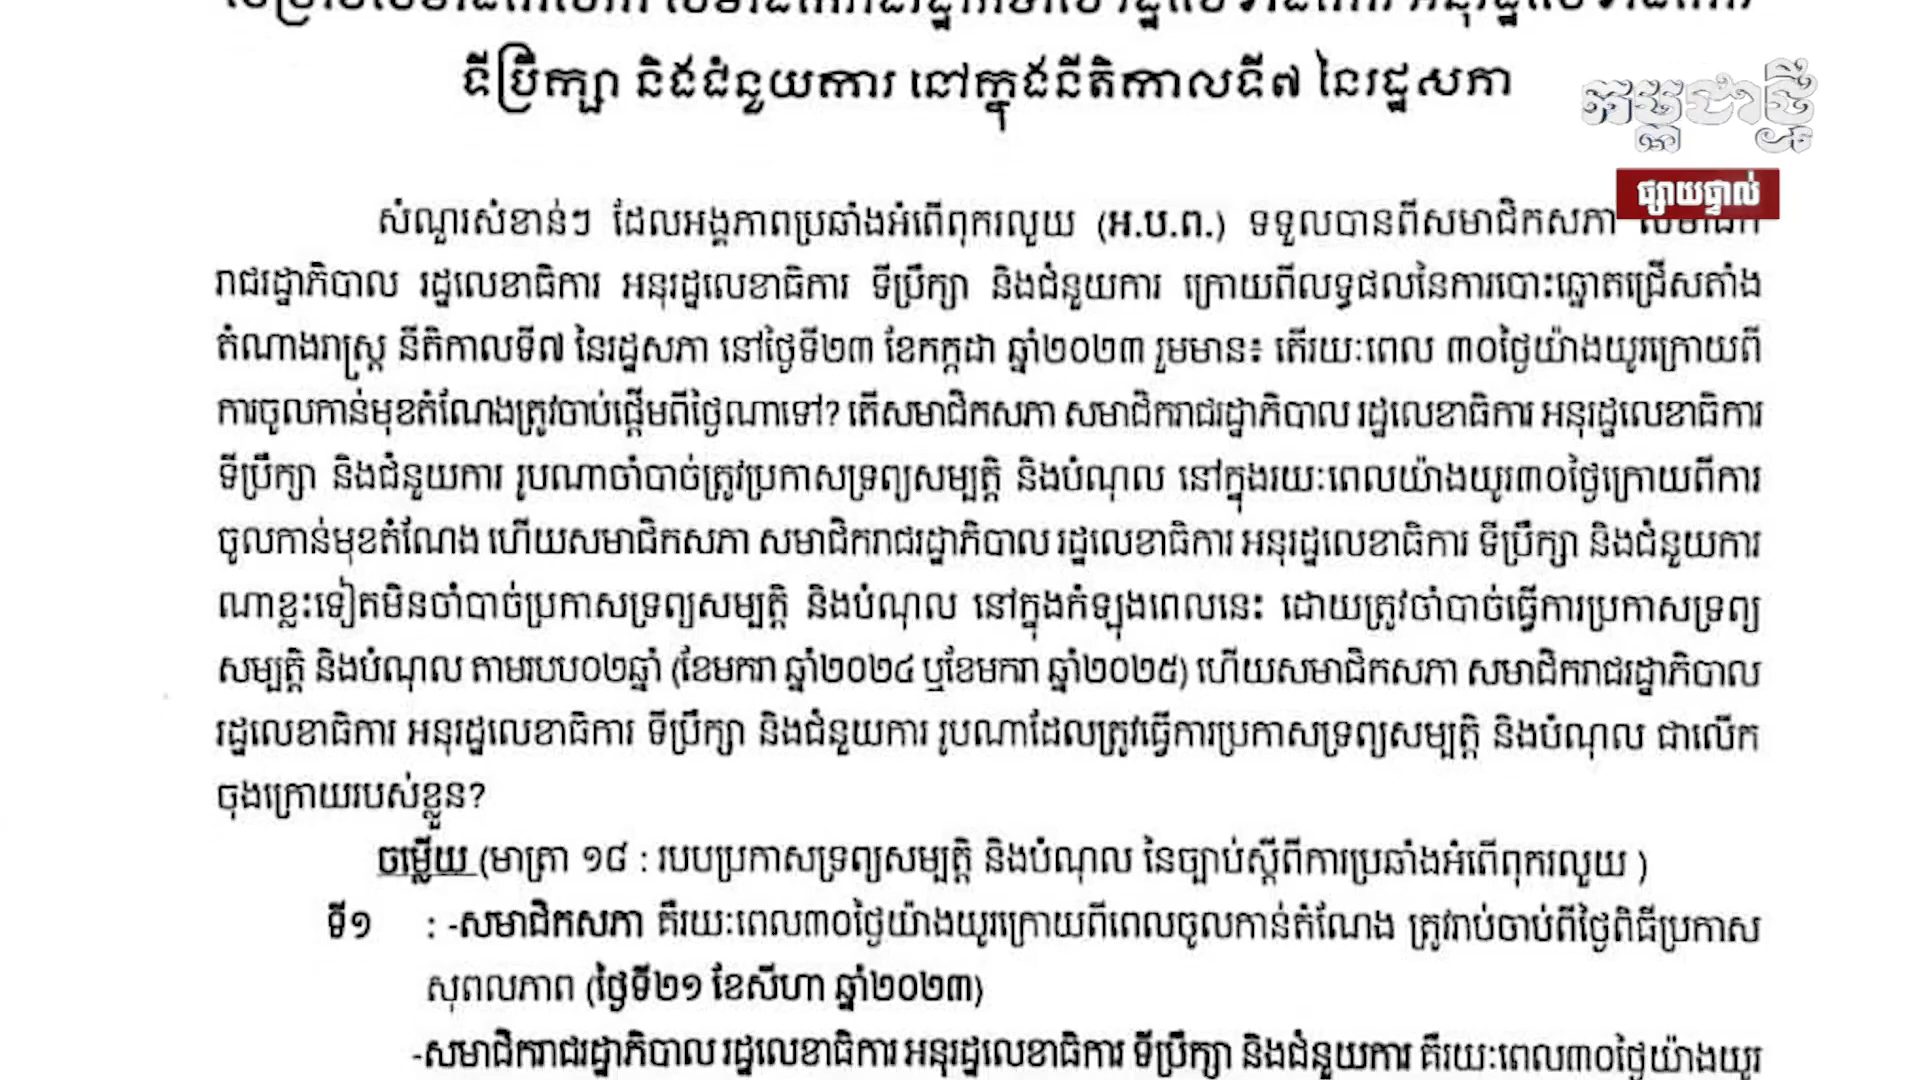 ទីប្រឹក្សា និងជំនួយការ នៅក្នុងនីតិកាលទី៧ នៃរដ្ឋសភា
កម្ពុជាថ្មី
ផ្សាយផ្ទាល់
សំណួរសំខាន់ៗ ដែលអង្គភាពប្រឆាំងអំពើពុករលួយ (អ.ប.ព.) ទទួលបានពីសមាជិកសភា សមាជិក
រាជរដ្ឋាភិបាល រដ្ឋលេខាធិការ អនុរដ្ឋលេខាធិការ ទីប្រឹក្សា និងជំនួយការ ក្រោយពីលទ្ធផលនៃការបោះឆ្នោតជ្រើសតាំង
តំណាងរាស្ត្រ នីតិកាលទី៧ នៃរដ្ឋសភា នៅថ្ងៃទី២៣ ខែកក្កដា ឆ្នាំ២០២៣ រួមមាន៖ តើរយៈពេល ៣០ថ្ងៃយ៉ាងយូរក្រោយពី
ការចូលកាន់មុខតំណែងត្រូវចាប់ផ្តើមពីថ្ងៃណាទៅ? តើសមាជិកសភា សមាជិករាជរដ្ឋាភិបាល រដ្ឋលេខាធិការ អនុរដ្ឋលេខាធិការ
ទីប្រឹក្សា និងជំនួយការ រូបណាចាំបាច់ត្រូវប្រកាសទ្រព្យសម្បត្តិ និងបំណុល នៅក្នុងរយៈពេលយ៉ាងយូរ៣០ថ្ងៃក្រោយពីការ
ចូលកាន់មុខតំណែង ហើយសមាជិកសភា សមាជិករាជរដ្ឋាភិបាល រដ្ឋលេខាធិការ អនុរដ្ឋលេខាធិការ ទីប្រឹក្សា និងជំនួយការ
ណាខ្លះទៀតមិនចាំបាច់ប្រកាសទ្រព្យសម្បត្តិ និងបំណុល នៅក្នុងកំឡុងពេលនេះ ដោយត្រូវចាំបាច់ធ្វើការប្រកាសទ្រព្យ
សម្បត្តិ និងបំណុល តាមរបប០២ឆ្នាំ (ខែមករា ឆ្នាំ២០២៤ ឬខែមករា ឆ្នាំ២០២៥) ហើយសមាជិកសភា សមាជិករាជរដ្ឋាភិបាល
រដ្ឋលេខាធិការ អនុរដ្ឋលេខាធិការ ទីប្រឹក្សា និងជំនួយការ រូបណាដែលត្រូវធ្វើការប្រកាសទ្រព្យសម្បត្តិ និងបំណុល ជាលើក
ចុងក្រោយរបស់ខ្លួន?
ចម្លើយ (មាត្រា ១៨ : របបប្រកាសទ្រព្យសម្បត្តិ និងបំណុល នៃច្បាប់ស្តីពីការប្រឆាំងអំពើពុករលួយ )
ទី១ : -សមាជិកសភា គឺរយៈពេល៣០ថ្ងៃយ៉ាងយូរក្រោយពីពេលចូលកាន់តំណែង ត្រូវរាប់ចាប់ពីថ្ងៃពិធីប្រកាស
សុពលភាព (ថ្ងៃទី២១ ខែសីហា ឆ្នាំ២០២៣)
-សមាជិករាជរដ្ឋាភិបាល រដ្ឋលេខាធិការ អនុរដ្ឋលេខាធិការ ទីប្រឹក្សា និងជំនួយការ គឺរយៈពេល៣០ថ្ងៃយ៉ាងយូរ